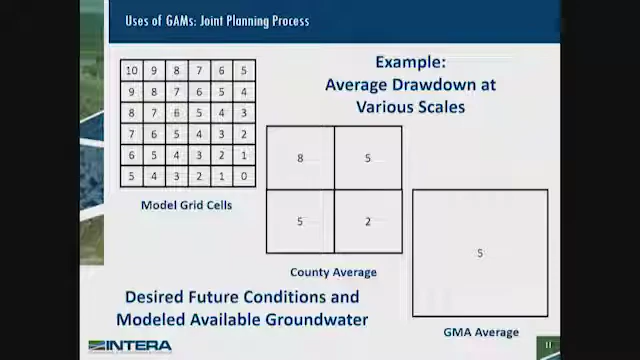 Uses of GAMs: Joint Planning Process
Example:
Average Drawdown at
Various Scales
10 9 8 7 6 5
9 8 7 6 5 4
8 7 6 5 4 3
7 6 5 4 3 2
6 5 4 3 2 1
5 4 3 2 1 0
Model Grid Cells
8 5
5 2
County Average
5
GMA Average
Desired Future Conditions and
Modeled Available Groundwater
INTERA
11